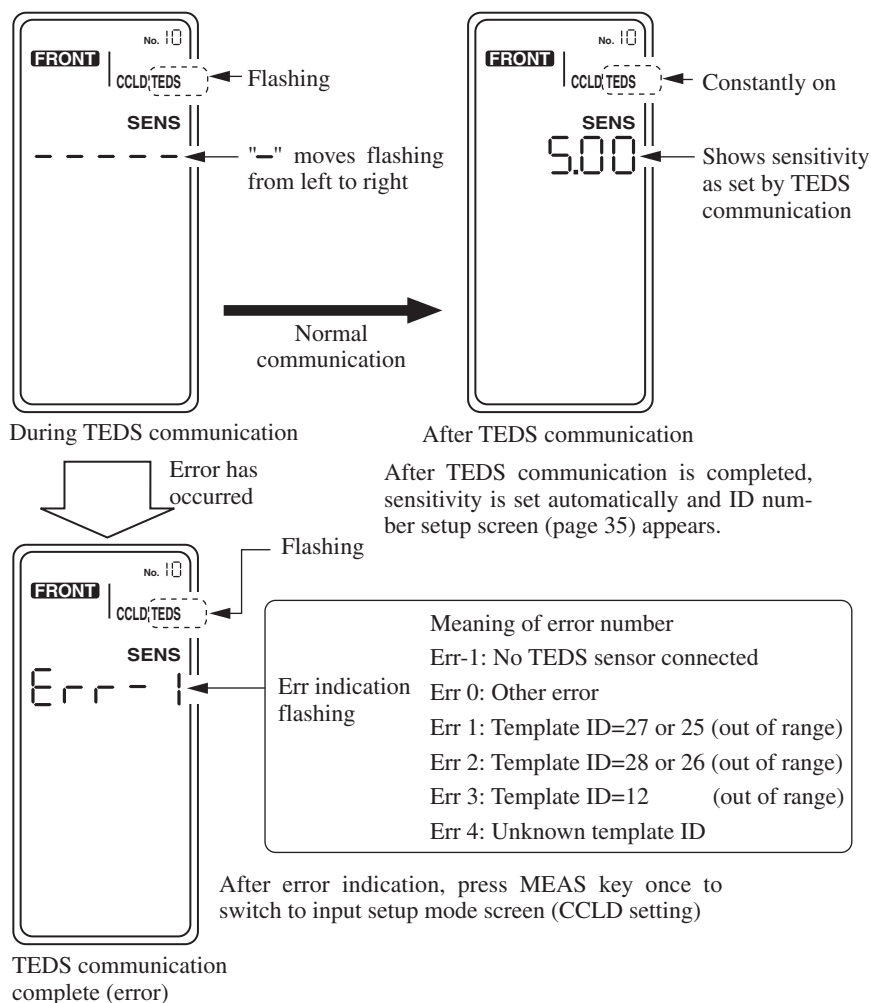 No. 10
FRONT
CCLD TEDS
Flashing
SENS
– – – – –
"–" moves flashing
from left to right
During TEDS communication
Normal
communication
No. 10
FRONT
CCLD TEDS
Constantly on
SENS
5.00
Shows sensitivity
as set by TEDS
communication
After TEDS communication
After TEDS communication is completed,
sensitivity is set automatically and ID num-
ber setup screen (page 35) appears.
Error has
occurred
No. 10
FRONT
CCLD TEDS
Flashing
SENS
Err-1
Err indication
flashing
Meaning of error number
Err-1: No TEDS sensor connected
Err 0: Other error
Err 1: Template ID=27 or 25 (out of range)
Err 2: Template ID=28 or 26 (out of range)
Err 3: Template ID=12 (out of range)
Err 4: Unknown template ID
After error indication, press MEAS key once to
switch to input setup mode screen (CCLD setting)
TEDS communication
complete (error)